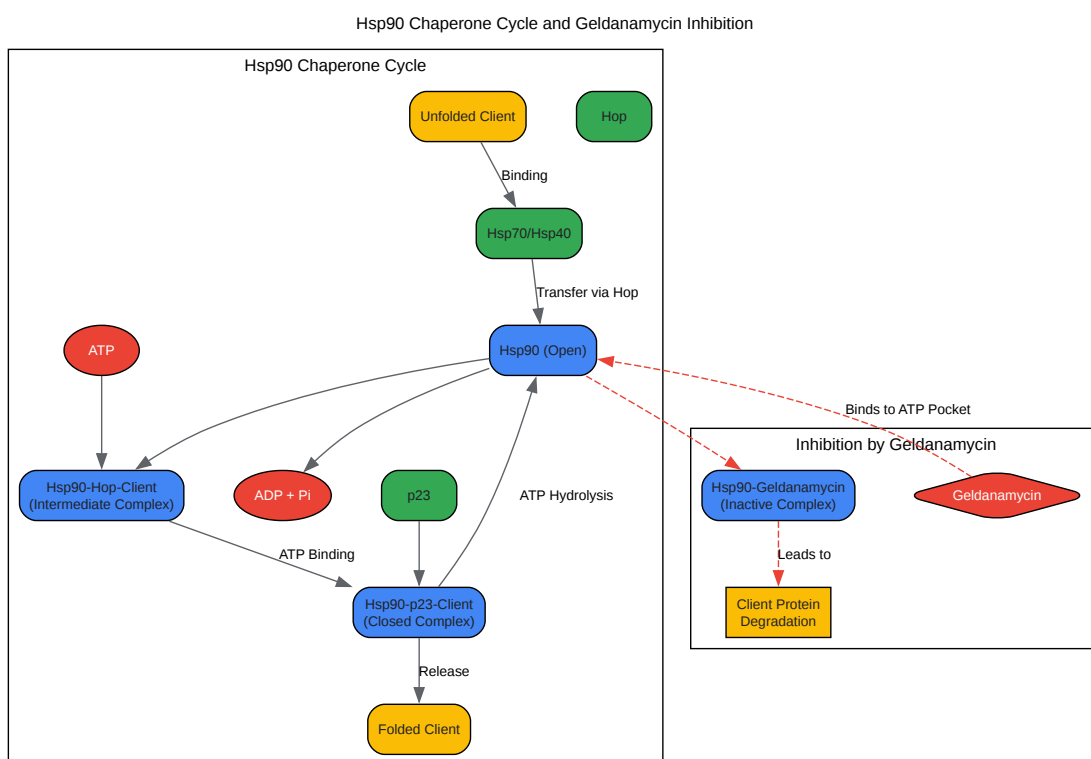 Hsp90 Chaperone Cycle and Geldanamycin Inhibition
Hsp90 Chaperone Cycle
Unfolded Client
Hop
Binding
Hsp70/Hsp40
Transfer via Hop
ATP
Hsp90 (Open)
Binds to ATP Pocket
Inhibition by Geldanamycin
Hsp90-Hop-Client
(Intermediate Complex)
ADP + Pi
p23
ATP Hydrolysis
Hsp90-Geldanamycin
(Inactive Complex)
Geldanamycin
ATP Binding
Leads to
Hsp90-p23-Client
(Closed Complex)
Client Protein
Degradation
Release
Folded Client